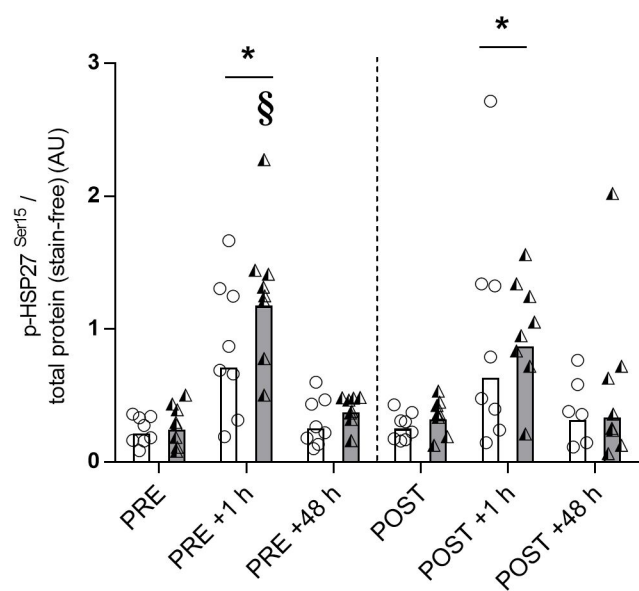 p-HSP27 Ser15 /
total protein (stain-free) (AU)
3
2
1
0
*
§
*
PRE
PRE +1 h
PRE +48 h
POST
POST +1 h
POST +48 h